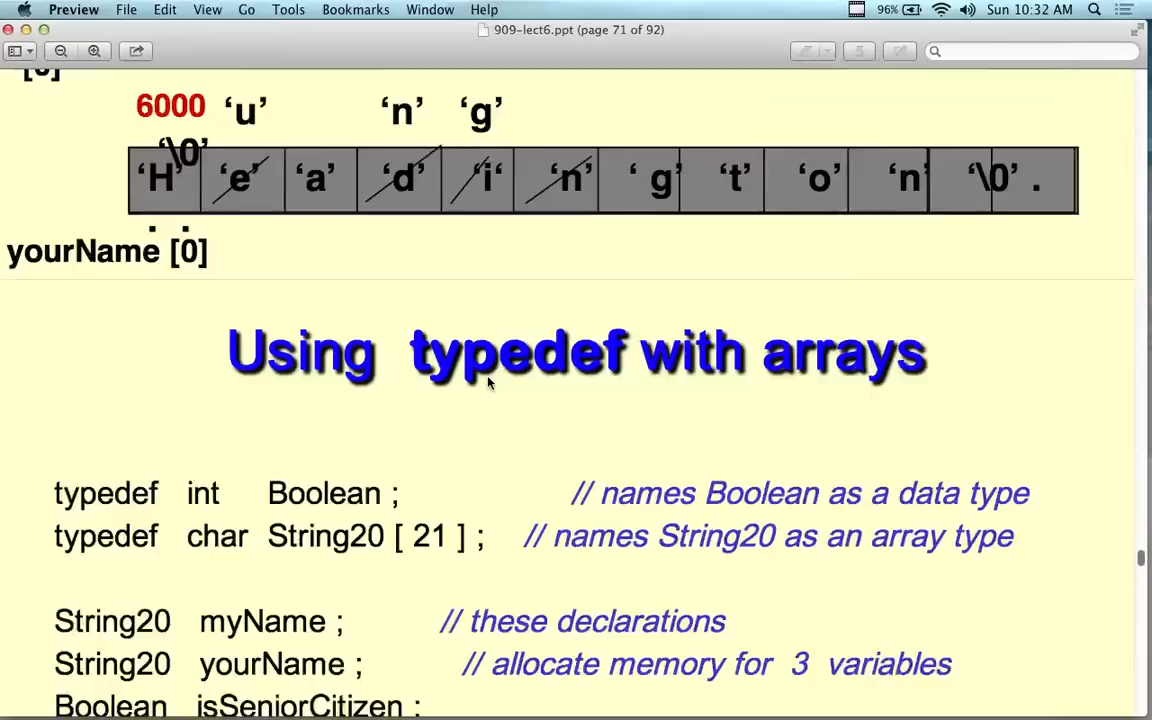 Preview File Edit View Go Tools Bookmarks Window Help 96% Sun 10:32 AM
909-lect6.ppt (page 71 of 92)
[0]
6000 ‘u’ ‘n’ ‘g’
‘\0’
‘H’ ‘e’ ‘a’ ‘d’ ‘i‘ ‘n’ ‘ g’ ‘t’ ‘o’ ‘n’ ‘\0’ .
. .
yourName [0]
Using typedef with arrays
typedef int Boolean ; // names Boolean as a data type
typedef char String20 [ 21 ] ; // names String20 as an array type
String20 myName ; // these declarations
String20 yourName ; // allocate memory for 3 variables
Boolean isSeniorCitizen ;